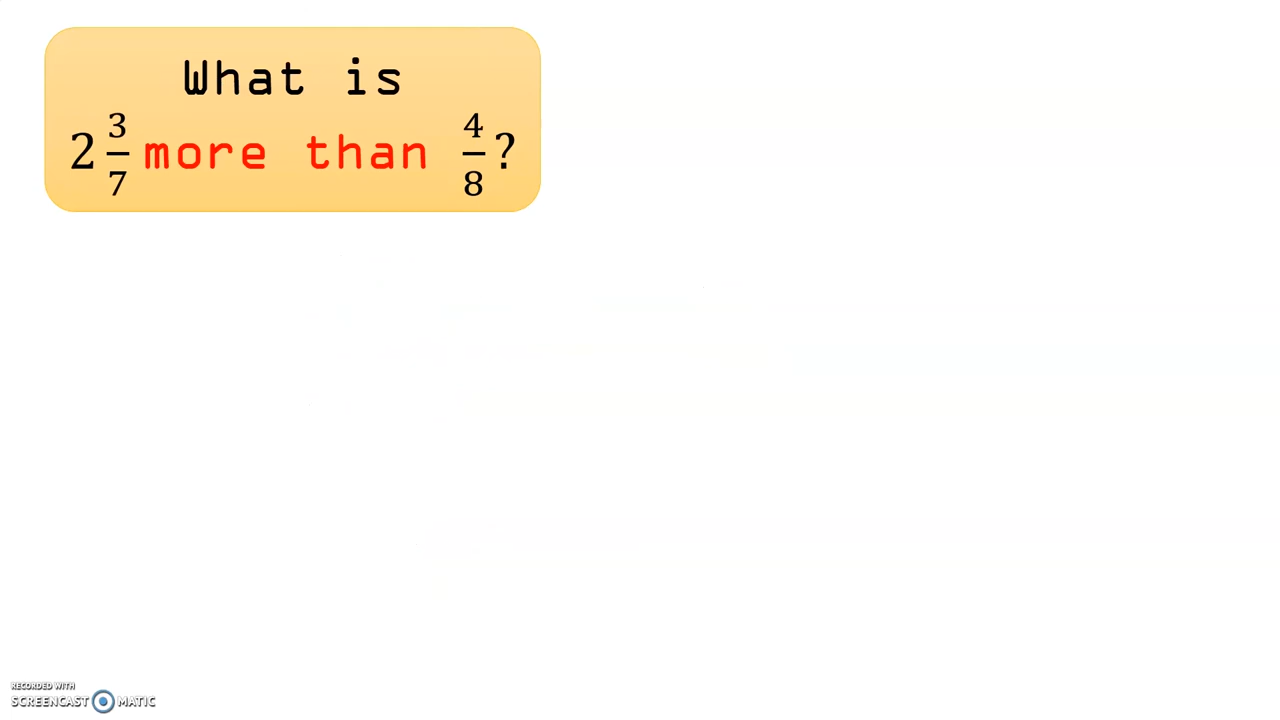 What is
2 3/7 more than 4/8?
RECORDED WITH
SCREENCAST MATIC